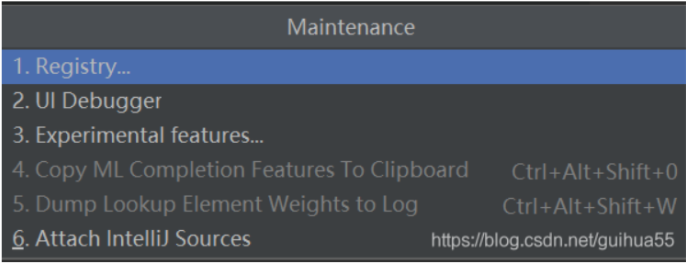 Maintenance
1. Registry...
2. UI Debugger
3. Experimental features...
4. Copy ML Completion Features To Clipboard Ctrl+Alt+Shift+0
5. Dump Lookup Element Weights to Log Ctrl+Alt+Shift+W
6. Attach IntelliJ Sources https://blog.csdn.net/guihua55